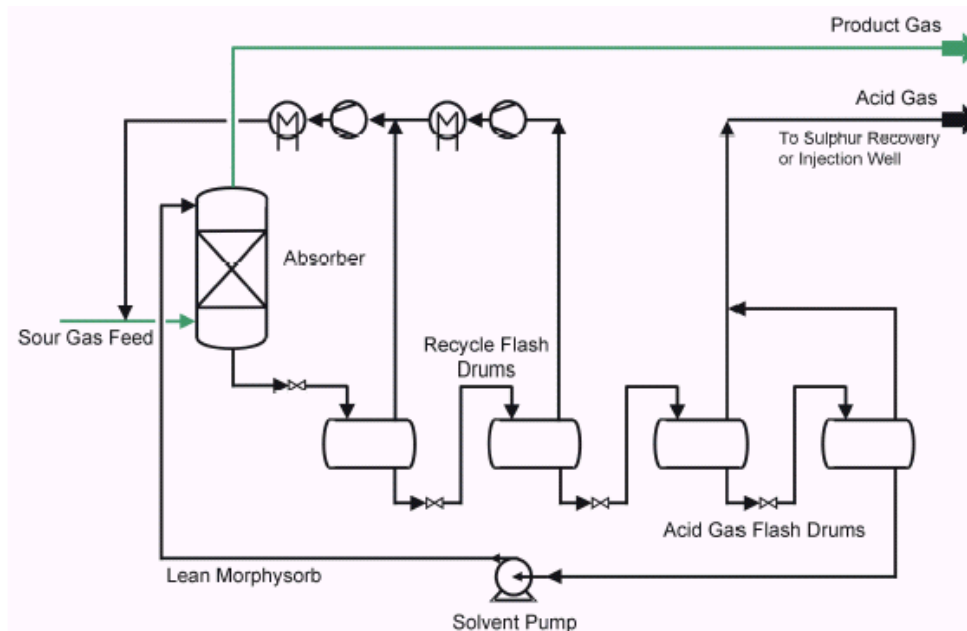 Product Gas
Acid Gas
To Sulphur Recovery
or Injection Well
Absorber
Sour Gas Feed
Recycle Flash
Drums
Acid Gas Flash Drums
Lean Morphysorb
Solvent Pump